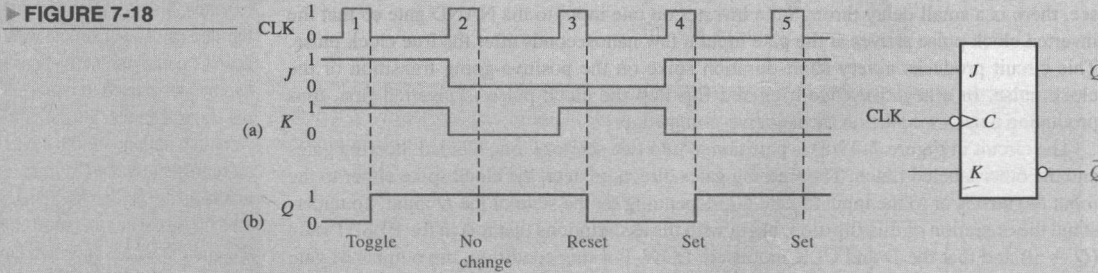 FIGURE 7-18
CLK 1 0 1 2 3 4 5
J 1 0
(a) K 1 0
(b) Q 1 0
Toggle No change Reset Set Set
J Q
CLK C
K Q